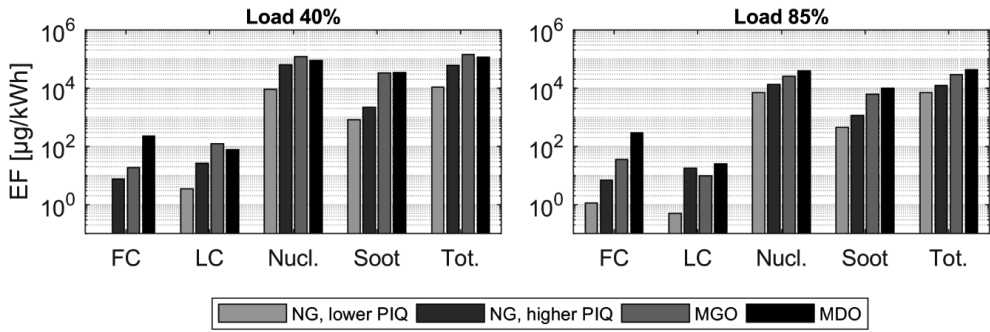 Load 40%
Load 85%
EF [µg/kWh]
10^6
10^4
10^2
10^0
10^6
10^4
10^2
10^0
FC LC Nucl. Soot Tot.
FC LC Nucl. Soot Tot.
NG, lower PIQ NG, higher PIQ MGO MDO